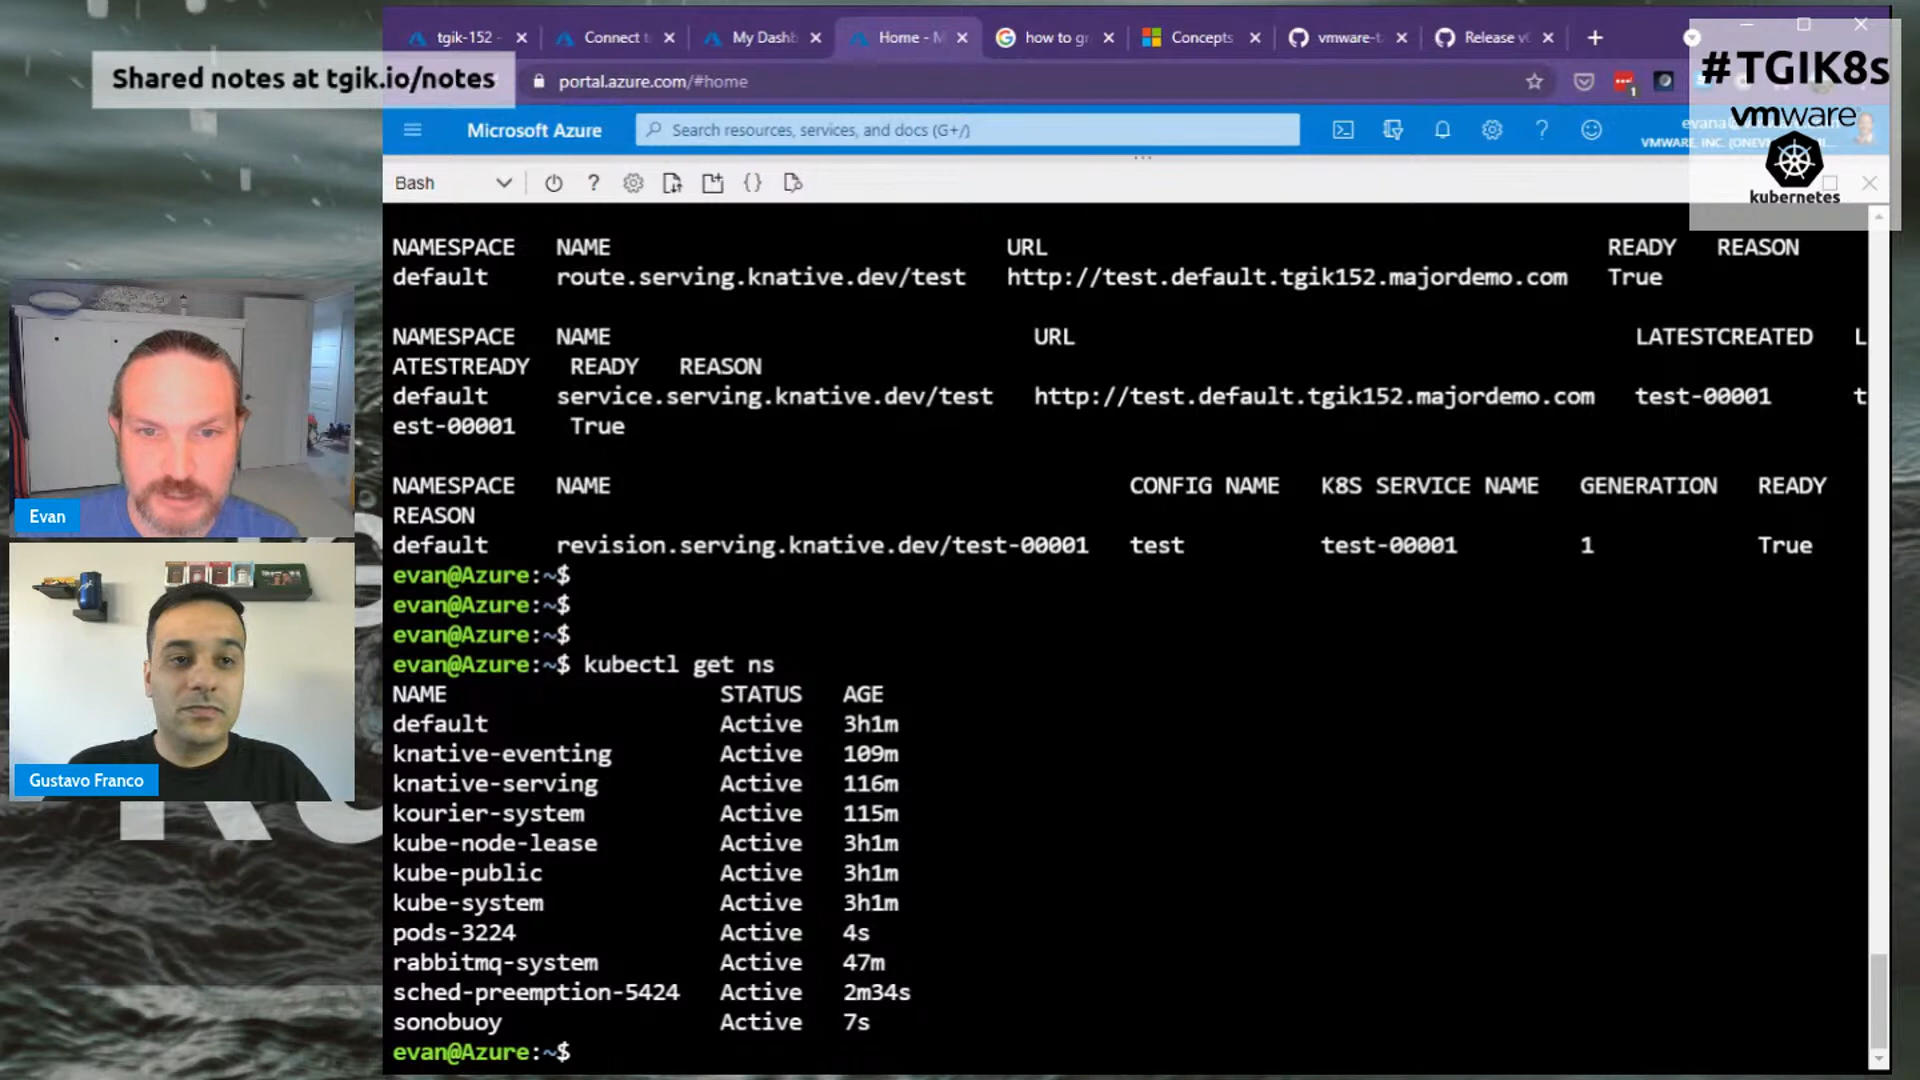 tgik-152 -
Connect t
My Dashb
Home - M
how to g
Concepts
vmware-t
Release v
Shared notes at tgik.io/notes
portal.azure.com/#home
1
#TGIK8s
vmware
kubernetes
Microsoft Azure
Search resources, services, and docs (G+/)
VMWARE, INC.
Bash
NAMESPACE NAME URL READY REASON
default route.serving.knative.dev/test http://test.default.tgik152.majordemo.com True
NAMESPACE NAME URL LATESTCREATED L
ATESTREADY READY REASON
default service.serving.knative.dev/test http://test.default.tgik152.majordemo.com test-00001 t
est-00001 True
NAMESPACE NAME CONFIG NAME K8S SERVICE NAME GENERATION READY
REASON
default revision.serving.knative.dev/test-00001 test test-00001 1 True
evan@Azure:~$
evan@Azure:~$
evan@Azure:~$
evan@Azure:~$ kubectl get ns
NAME STATUS AGE
default Active 3h1m
knative-eventing Active 109m
knative-serving Active 116m
kourier-system Active 115m
kube-node-lease Active 3h1m
kube-public Active 3h1m
kube-system Active 3h1m
pods-3224 Active 4s
rabbitmq-system Active 47m
sched-preemption-5424 Active 2m34s
sonobuoy Active 7s
evan@Azure:~$
Evan
Gustavo Franco